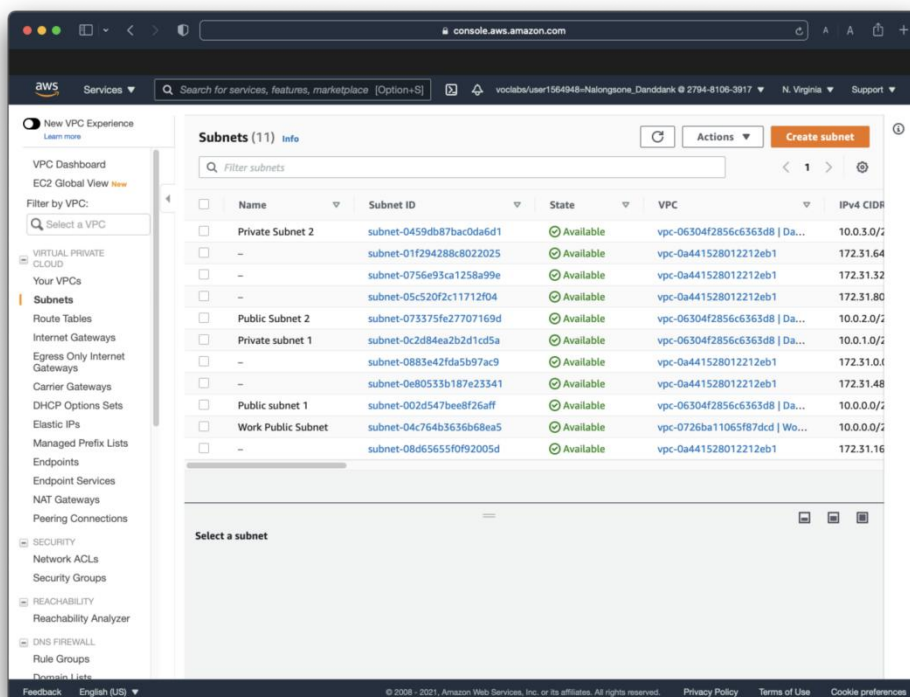 console.aws.amazon.com
A A
aws Services ▼ Search for services, features, marketplace [Option+S] voclabs/user1564948=Nalongsone_Danddank @ 2794-8106-3917 ▼ N. Virginia ▼ Support ▼
New VPC Experience
Learn more
VPC Dashboard
EC2 Global View New
Filter by VPC:
Select a VPC
VIRTUAL PRIVATE
CLOUD
Your VPCs
Subnets
Route Tables
Internet Gateways
Egress Only Internet
Gateways
Carrier Gateways
DHCP Options Sets
Elastic IPs
Managed Prefix Lists
Endpoints
Endpoint Services
NAT Gateways
Peering Connections
SECURITY
Network ACLs
Security Groups
REACHABILITY
Reachability Analyzer
DNS FIREWALL
Rule Groups
Domain Lists
Subnets (11) Info
Actions ▼ Create subnet
Filter subnets
1
Name Subnet ID State VPC IPv4 CIDR
Private Subnet 2 subnet-0459db87bac0da6d1 Available vpc-06304f2856c6363d8 | Da... 10.0.3.0/2
– subnet-01f294288c8022025 Available vpc-0a441528012212eb1 172.31.64
– subnet-0756e93ca1258a99e Available vpc-0a441528012212eb1 172.31.32
– subnet-05c520f2c11712f04 Available vpc-0a441528012212eb1 172.31.80
Public Subnet 2 subnet-073375fe27707169d Available vpc-06304f2856c6363d8 | Da... 10.0.2.0/2
Private subnet 1 subnet-0c2d84ea2b2d1cd5a Available vpc-06304f2856c6363d8 | Da... 10.0.1.0/2
– subnet-0883e42fda5b97ac9 Available vpc-0a441528012212eb1 172.31.0.0
– subnet-0e80533b187e23341 Available vpc-0a441528012212eb1 172.31.48
Public subnet 1 subnet-002d547bee8f26aff Available vpc-06304f2856c6363d8 | Da... 10.0.0.0/2
Work Public Subnet subnet-04c764b3636b68ea5 Available vpc-0726ba11065f87dcd | Wo... 10.0.0.0/2
– subnet-08d65655f0f92005d Available vpc-0a441528012212eb1 172.31.16
Select a subnet
Feedback English (US) ▼ © 2008 - 2021, Amazon Web Services, Inc. or its affiliates. All rights reserved. Privacy Policy Terms of Use Cookie preferences